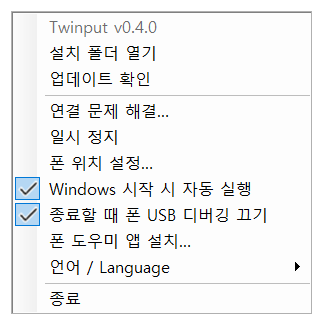 Twinput v0.4.0
설치 폴더 열기
업데이트 확인
연결 문제 해결...
일시 정지
폰 위치 설정...
Windows 시작 시 자동 실행
종료할 때 폰 USB 디버깅 끄기
폰 도우미 앱 설치...
언어 / Language
종료